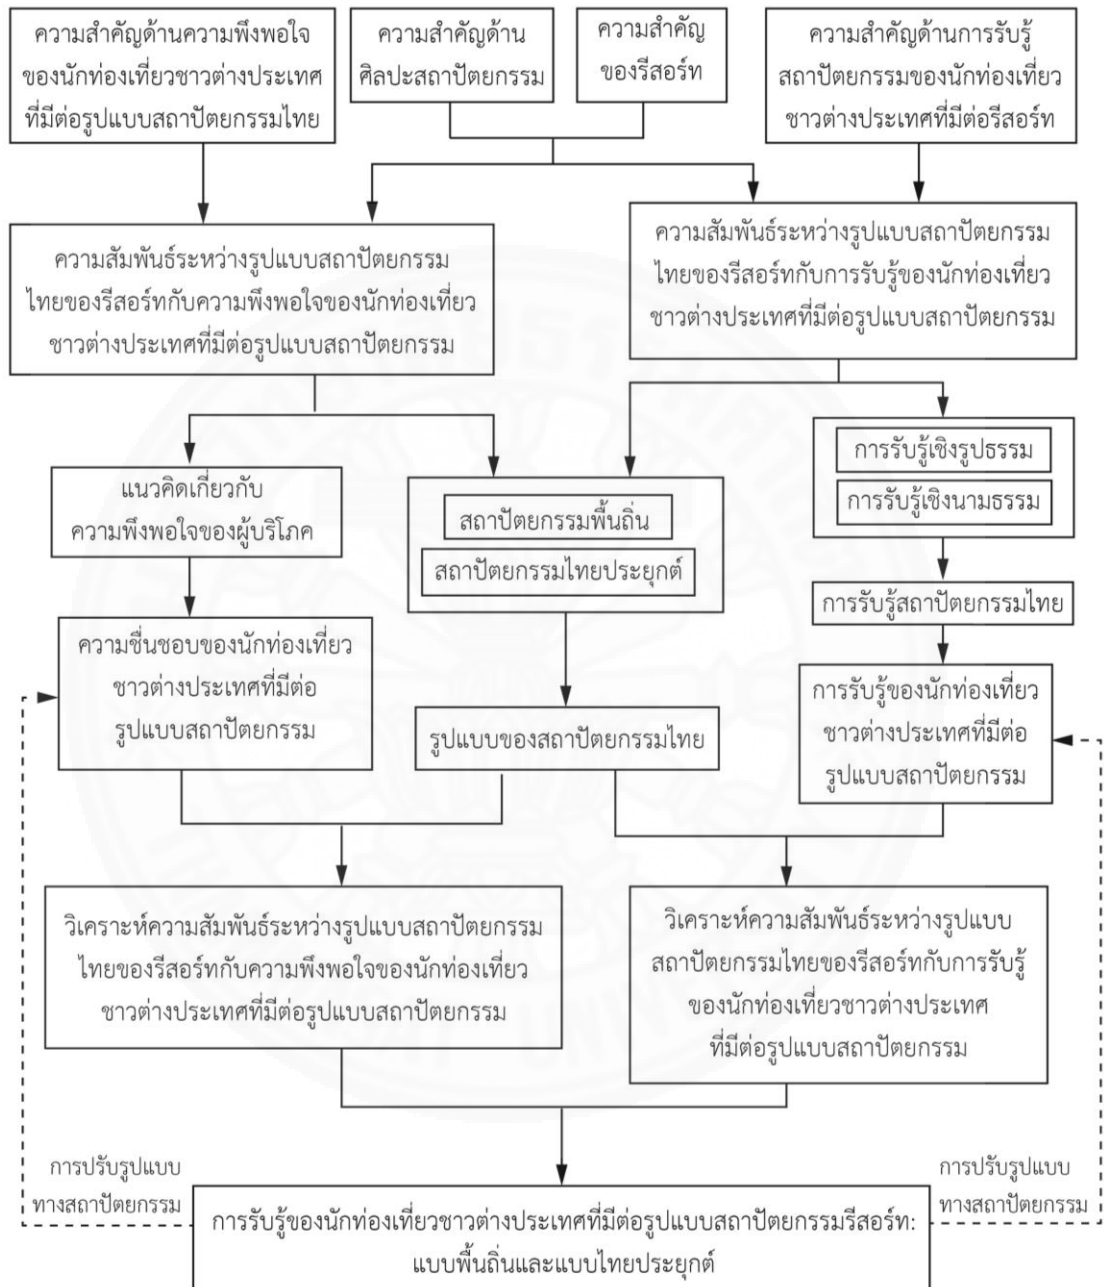 ความสำคัญด้านความพึงพอใจ
ของนักท่องเที่ยวชาวต่างประเทศ
ที่มีต่อรูปแบบสถาปัตยกรรมไทย
ความสำคัญด้าน
ศิลปะสถาปัตยกรรม
ความสำคัญ
ของรีสอร์ท
ความสำคัญด้านการรับรู้
สถาปัตยกรรมของนักท่องเที่ยว
ชาวต่างประเทศที่มีต่อรีสอร์ท
ความสัมพันธ์ระหว่างรูปแบบสถาปัตยกรรม
ไทยของรีสอร์ทกับความพึงพอใจของนักท่องเที่ยว
ชาวต่างประเทศที่มีต่อรูปแบบสถาปัตยกรรม
ความสัมพันธ์ระหว่างรูปแบบสถาปัตยกรรม
ไทยของรีสอร์ทกับการรับรู้ของนักท่องเที่ยว
ชาวต่างประเทศที่มีต่อรูปแบบสถาปัตยกรรม
แนวคิดเกี่ยวกับ
ความพึงพอใจของผู้บริโภค
สถาปัตยกรรมพื้นถิ่น
สถาปัตยกรรมไทยประยุกต์
การรับรู้เชิงรูปธรรม
การรับรู้เชิงนามธรรม
การรับรู้สถาปัตยกรรมไทย
ความชื่นชอบของนักท่องเที่ยว
ชาวต่างประเทศที่มีต่อ
รูปแบบสถาปัตยกรรม
รูปแบบของสถาปัตยกรรมไทย
การรับรู้ของนักท่องเที่ยว
ชาวต่างประเทศที่มีต่อ
รูปแบบสถาปัตยกรรม
วิเคราะห์ความสัมพันธ์ระหว่างรูปแบบสถาปัตยกรรม
ไทยของรีสอร์ทกับความพึงพอใจของนักท่องเที่ยว
ชาวต่างประเทศที่มีต่อรูปแบบสถาปัตยกรรม
วิเคราะห์ความสัมพันธ์ระหว่างรูปแบบ
สถาปัตยกรรมไทยของรีสอร์ทกับการรับรู้
ของนักท่องเที่ยวชาวต่างประเทศ
ที่มีต่อรูปแบบสถาปัตยกรรม
การปรับรูปแบบ
ทางสถาปัตยกรรม
การปรับรูปแบบ
ทางสถาปัตยกรรม
การรับรู้ของนักท่องเที่ยวชาวต่างประเทศที่มีต่อรูปแบบสถาปัตยกรรมรีสอร์ท:
แบบพื้นถิ่นและแบบไทยประยุกต์